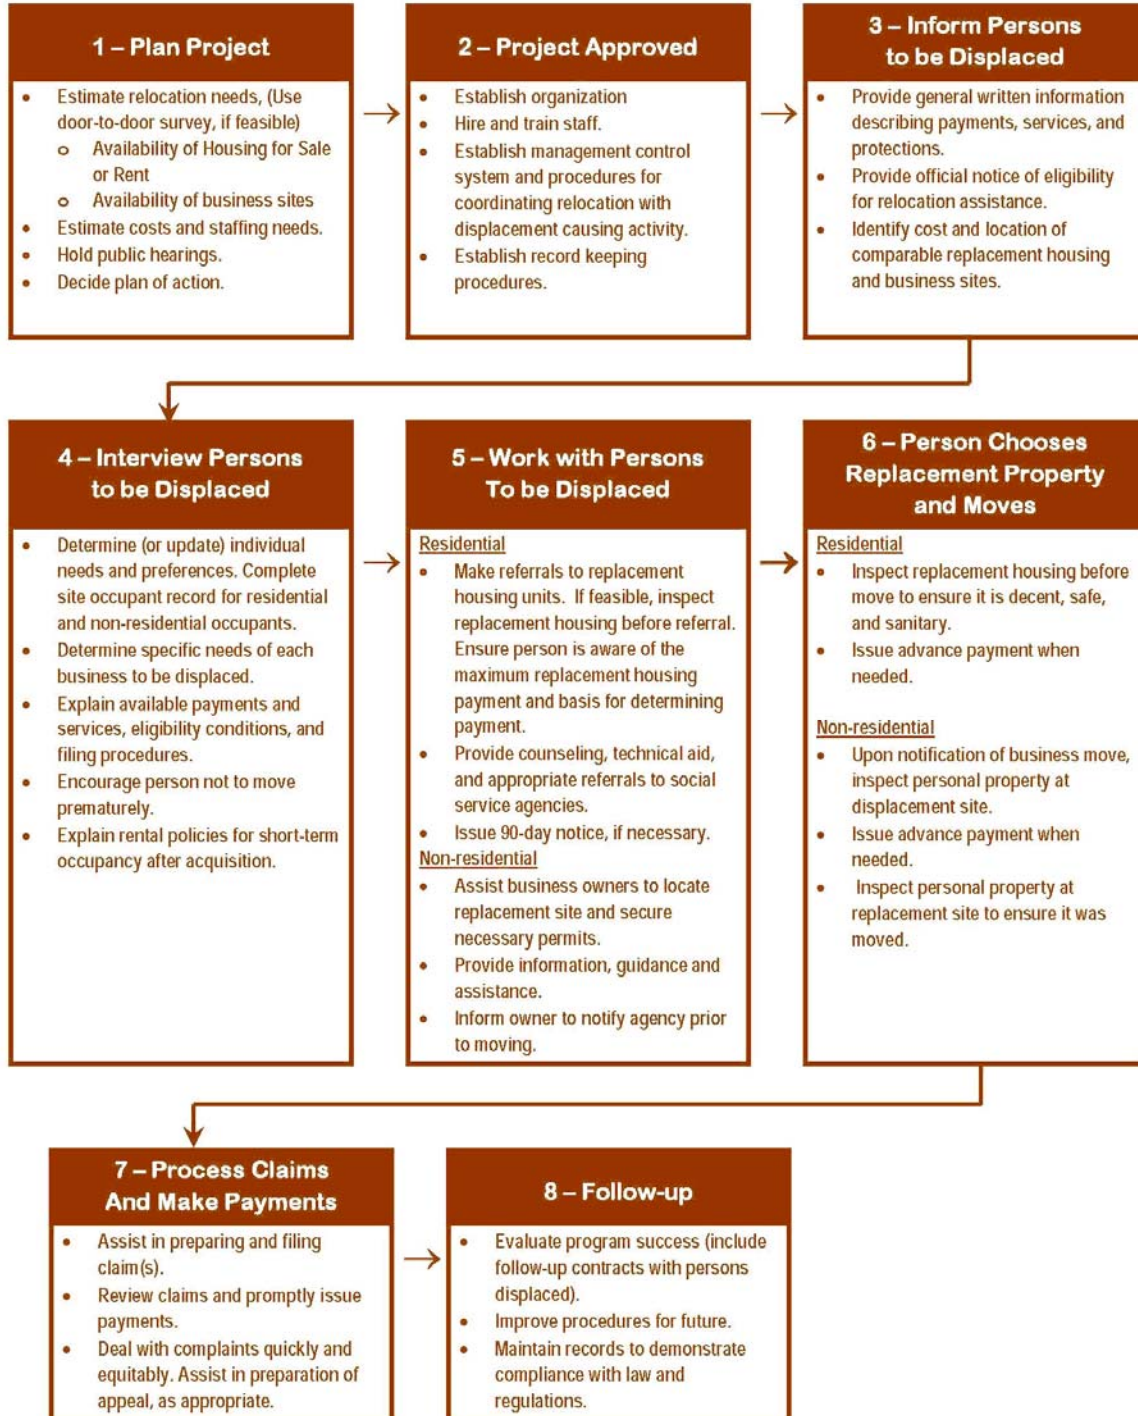 1 – Plan Project
• Estimate relocation needs, (Use
door-to-door survey, if feasible)
o Availability of Housing for Sale
or Rent
o Availability of business sites
• Estimate costs and staffing needs.
• Hold public hearings.
• Decide plan of action.
2 – Project Approved
• Establish organization
• Hire and train staff.
• Establish management control
system and procedures for
coordinating relocation with
displacement causing activity.
• Establish record keeping
procedures.
3 – Inform Persons
to be Displaced
• Provide general written information
describing payments, services, and
protections.
• Provide official notice of eligibility
for relocation assistance.
• Identify cost and location of
comparable replacement housing
and business sites.
4 – Interview Persons
to be Displaced
• Determine (or update) individual
needs and preferences. Complete
site occupant record for residential
and non-residential occupants.
• Determine specific needs of each
business to be displaced.
• Explain available payments and
services, eligibility conditions, and
filing procedures.
• Encourage person not to move
prematurely.
• Explain rental policies for short-term
occupancy after acquisition.
5 – Work with Persons
To be Displaced
Residential
• Make referrals to replacement
housing units. If feasible, inspect
replacement housing before referral.
Ensure person is aware of the
maximum replacement housing
payment and basis for determining
payment.
• Provide counseling, technical aid,
and appropriate referrals to social
service agencies.
• Issue 90-day notice, if necessary.
Non-residential
• Assist business owners to locate
replacement site and secure
necessary permits.
• Provide information, guidance and
assistance.
• Inform owner to notify agency prior
to moving.
6 – Person Chooses
Replacement Property
and Moves
Residential
• Inspect replacement housing before
move to ensure it is decent, safe,
and sanitary.
• Issue advance payment when
needed.
Non-residential
• Upon notification of business move,
inspect personal property at
displacement site.
• Issue advance payment when
needed.
• Inspect personal property at
replacement site to ensure it was
moved.
7 – Process Claims
And Make Payments
• Assist in preparing and filing
claim(s).
• Review claims and promptly issue
payments.
• Deal with complaints quickly and
equitably. Assist in preparation of
appeal, as appropriate.
8 – Follow-up
• Evaluate program success (include
follow-up contracts with persons
displaced).
• Improve procedures for future.
• Maintain records to demonstrate
compliance with law and
regulations.